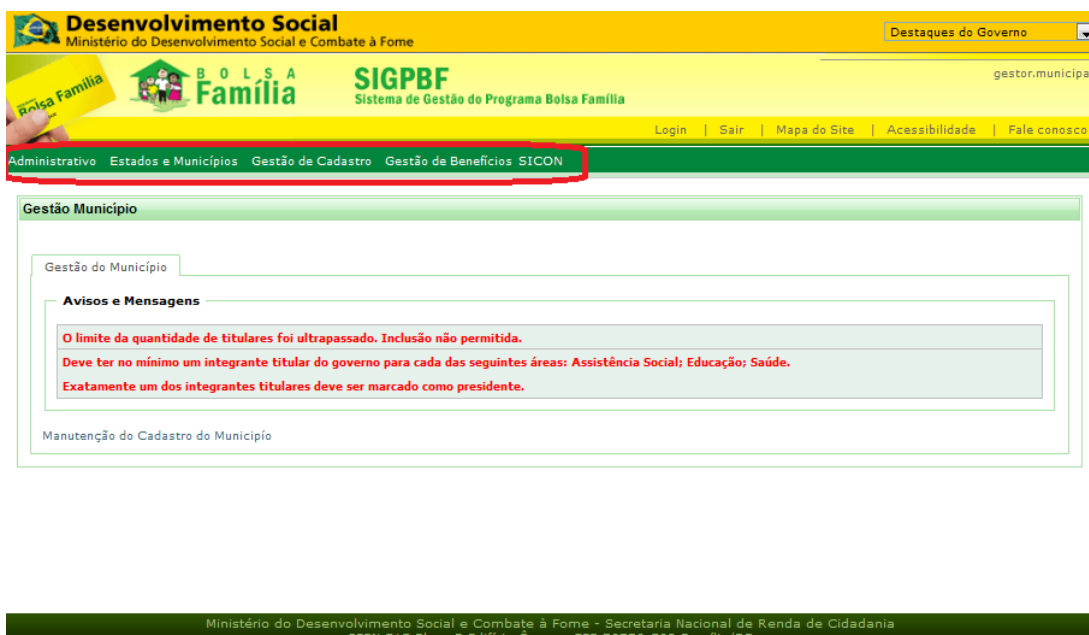 Desenvolvimento Social
Ministério do Desenvolvimento Social e Combate à Fome
Destaques do Governo
Bolsa Família
BOLSA
Família
SIGPBF
Sistema de Gestão do Programa Bolsa Família
gestor.municipa
Login | Sair | Mapa do Site | Acessibilidade | Fale conosco
Administrativo Estados e Municípios Gestão de Cadastro Gestão de Benefícios SICON
Gestão Município
Gestão do Município
Avisos e Mensagens
O limite da quantidade de titulares foi ultrapassado. Inclusão não permitida.
Deve ter no mínimo um integrante titular do governo para cada das seguintes áreas: Assistência Social; Educação; Saúde.
Exatamente um dos integrantes titulares deve ser marcado como presidente.
Manutenção do Cadastro do Municipío
Ministério do Desenvolvimento Social e Combate à Fome - Secretaria Nacional de Renda de Cidadania